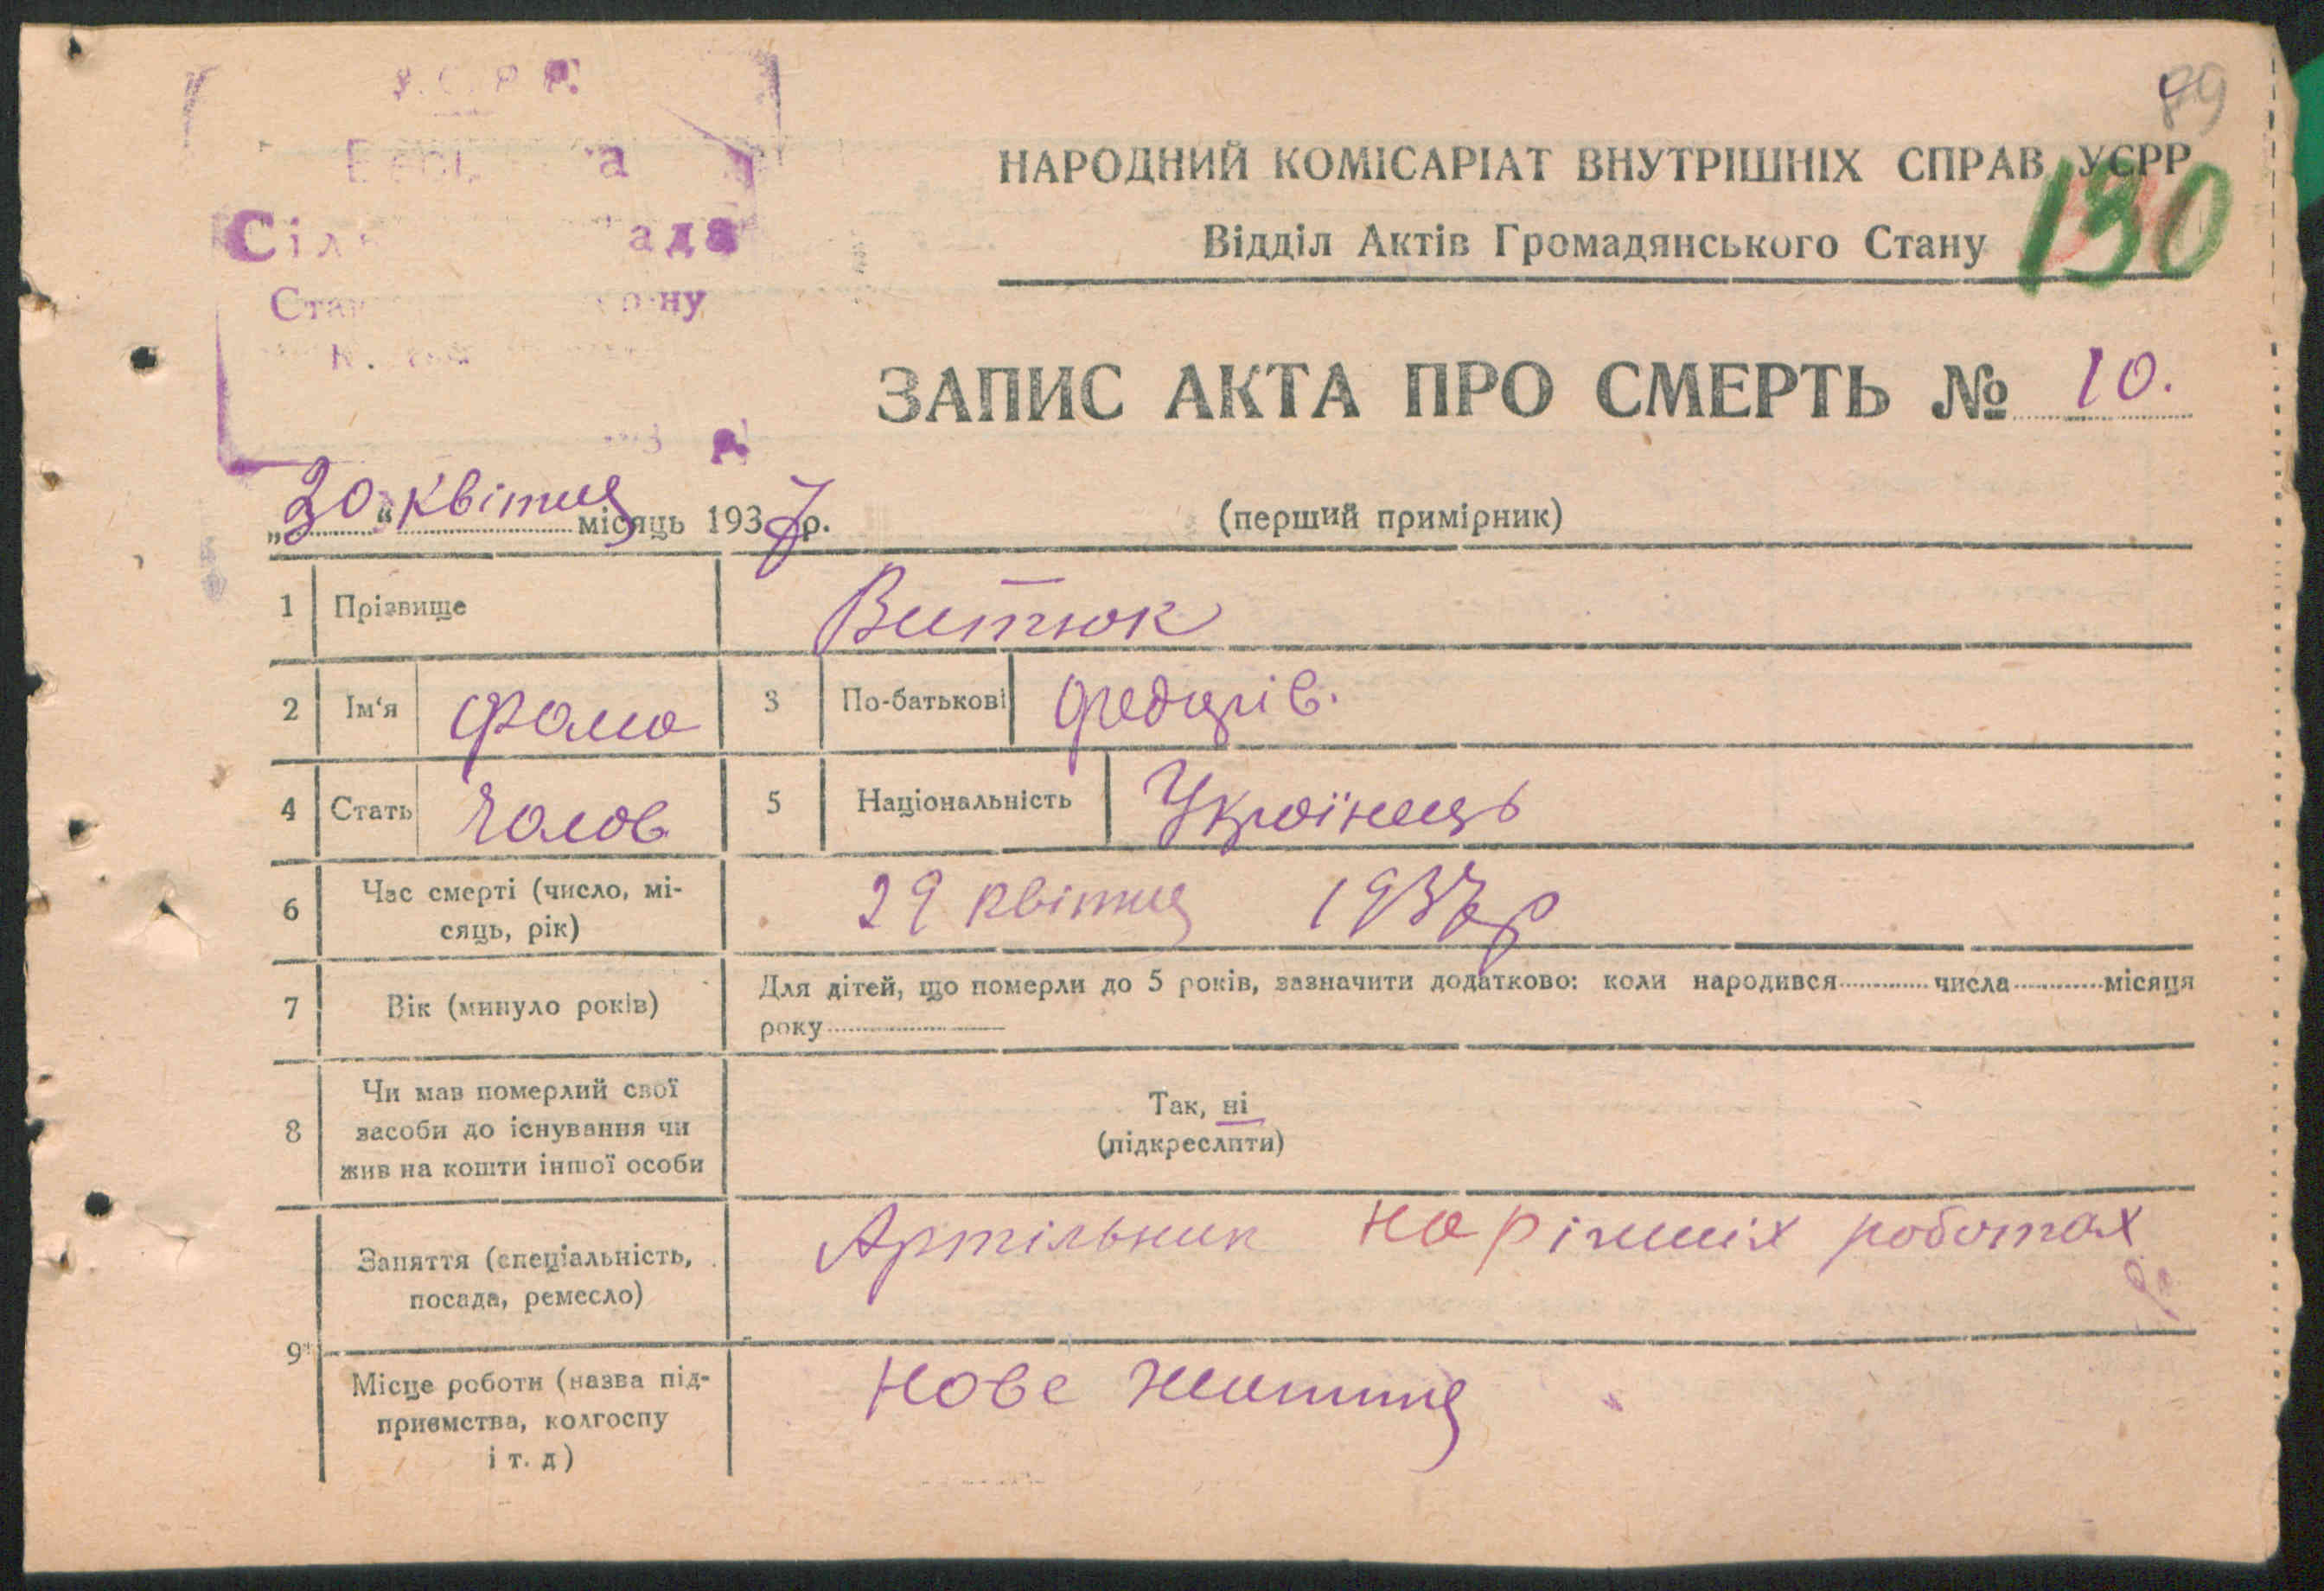 У.С.Р.Р.
89
НАРОДНИЙ КОМІСАРІАТ ВНУТРІШНІХ СПРАВ УСРР
130
Відділ Актів Громадянського Стану
ЗАПИС АКТА ПРО СМЕРТЬ № 10.
„30“ квітня місяць 1937 р.
(перший примірник)
1 Прізвище Витюк
2 Ім'я Фома 3 По-батькові Федорів.
4 Стать Чолов 5 Національність Українець
6 Час смерті (число, місяць, рік) 29 квітня 1937 р
7 Вік (минуло років) Для дітей, що померли до 5 років, зазначити додатково: коли народився числа місяця
року
8 Чи мав померлий свої засоби до існування чи жив на кошти іншої особи Так, ні
(підкреслити)
9 Заняття (спеціальність, посада, ремесло) Артільник на різних роботах
Місце роботи (назва підприємства, колгоспу і т. д) Нове життя